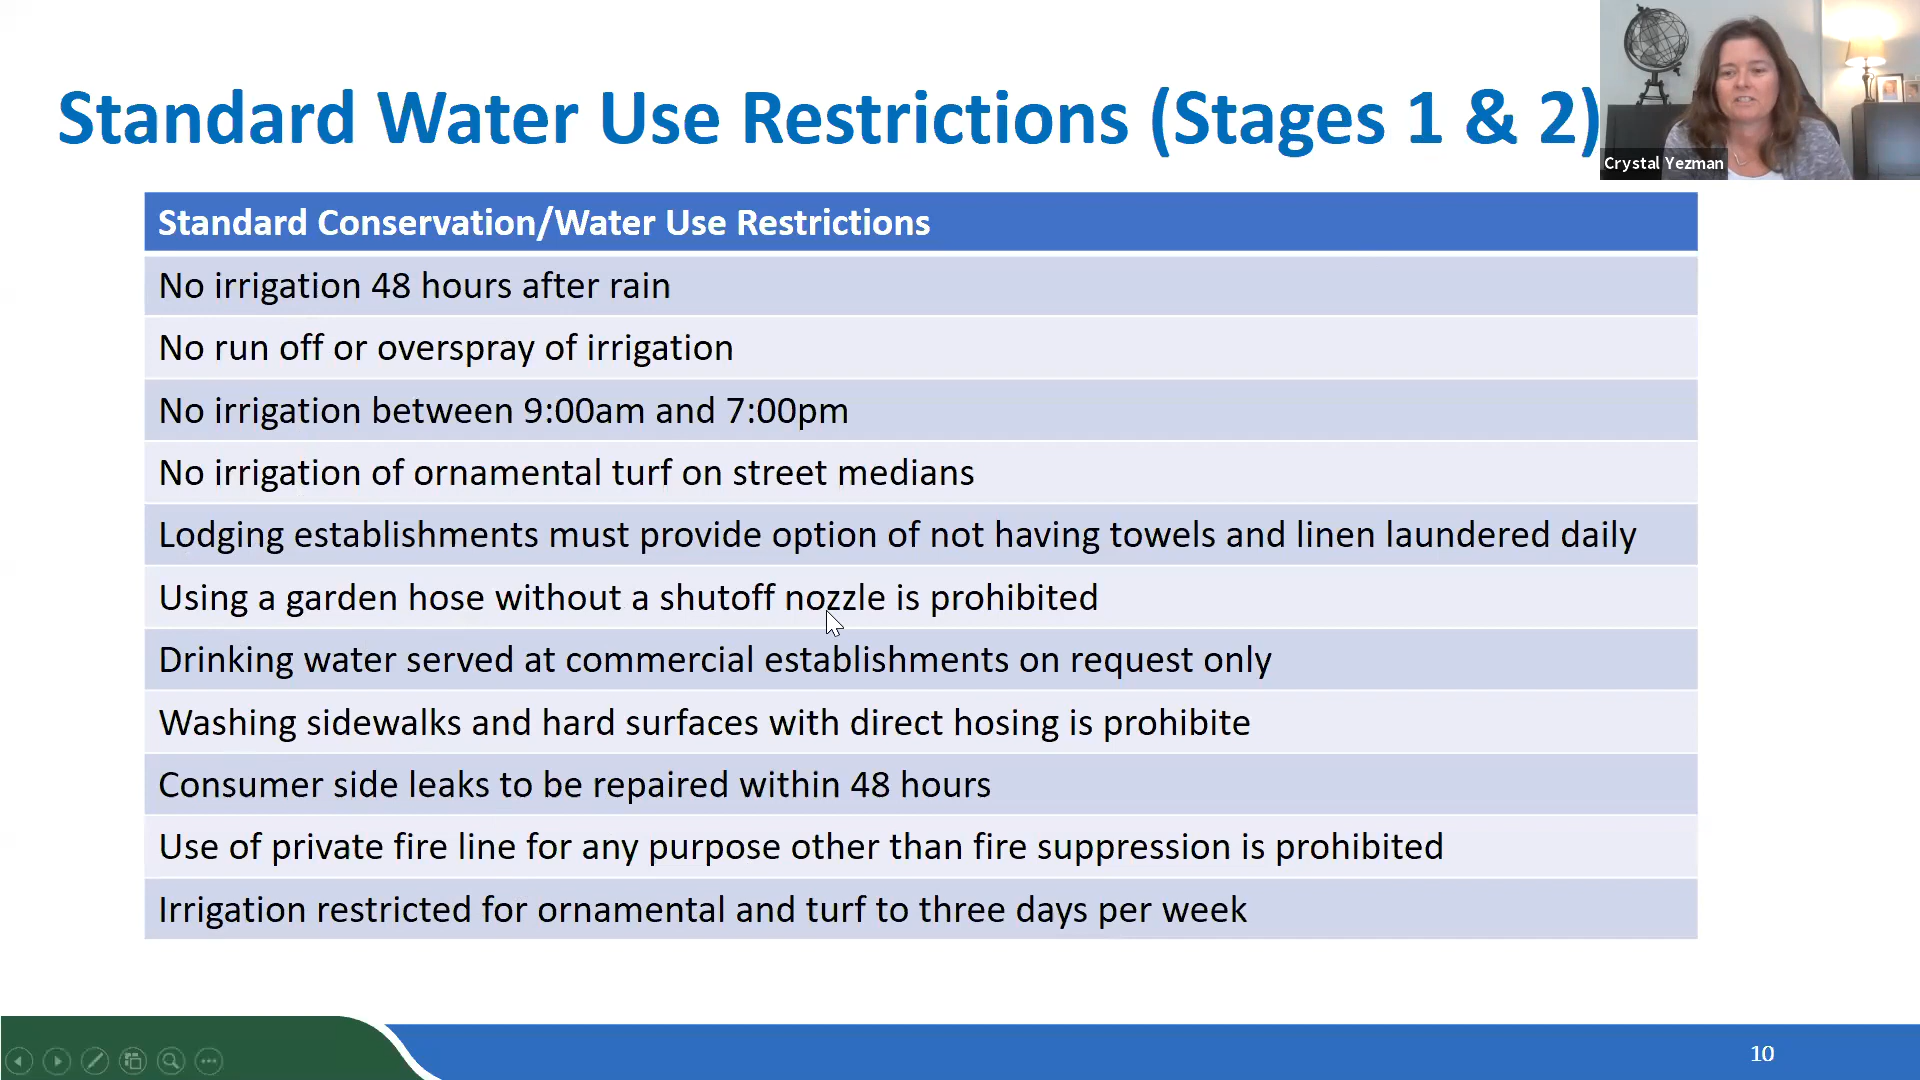 Standard Water Use Restrictions (Stages 1 & 2)
Crystal Yezman
Standard Conservation/Water Use Restrictions
No irrigation 48 hours after rain
No run off or overspray of irrigation
No irrigation between 9:00am and 7:00pm
No irrigation of ornamental turf on street medians
Lodging establishments must provide option of not having towels and linen laundered daily
Using a garden hose without a shutoff nozzle is prohibited
Drinking water served at commercial establishments on request only
Washing sidewalks and hard surfaces with direct hosing is prohibite
Consumer side leaks to be repaired within 48 hours
Use of private fire line for any purpose other than fire suppression is prohibited
Irrigation restricted for ornamental and turf to three days per week
10